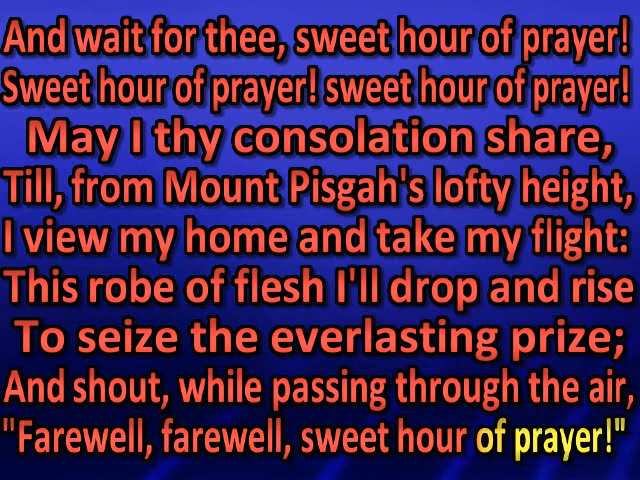 And wait for thee, sweet hour of prayer!
Sweet hour of prayer! sweet hour of prayer!
May I thy consolation share,
Till, from Mount Pisgah's lofty height,
I view my home and take my flight:
This robe of flesh I'll drop and rise
To seize the everlasting prize;
And shout, while passing through the air,
"Farewell, farewell, sweet hour of prayer!"